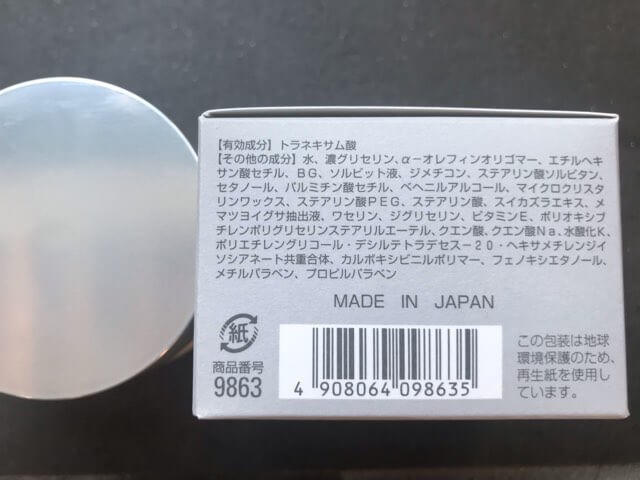 【有効成分】トラネキサム酸
【その他の成分】水、濃グリセリン、α−オレフィンオリゴマー、エチルヘキ
サン酸セチル、BG、ソルビット液、ジメチコン、ステアリン酸ソルビタン、
セタノール、パルミチン酸セチル、ベヘニルアルコール、マイクロクリスタ
リンワックス、ステアリン酸PEG、ステアリン酸、スイカズラエキス、メ
マツヨイグサ抽出液、ワセリン、ジグリセリン、ビタミンE、ポリオキシブ
チレンポリグリセリンステアリルエーテル、クエン酸、クエン酸Na、水酸化K、
ポリエチレングリコール・デシルテトラデセス−20・ヘキサメチレンジイ
ソシアネート共重合体、カルボキシビニルポリマー、フェノキシエタノール、
メチルパラベン、プロピルパラベン
MADE IN JAPAN
紙
商品番号
9863
4 908064 098635
この包装は地球
環境保護のため、
再生紙を使用し
ています。